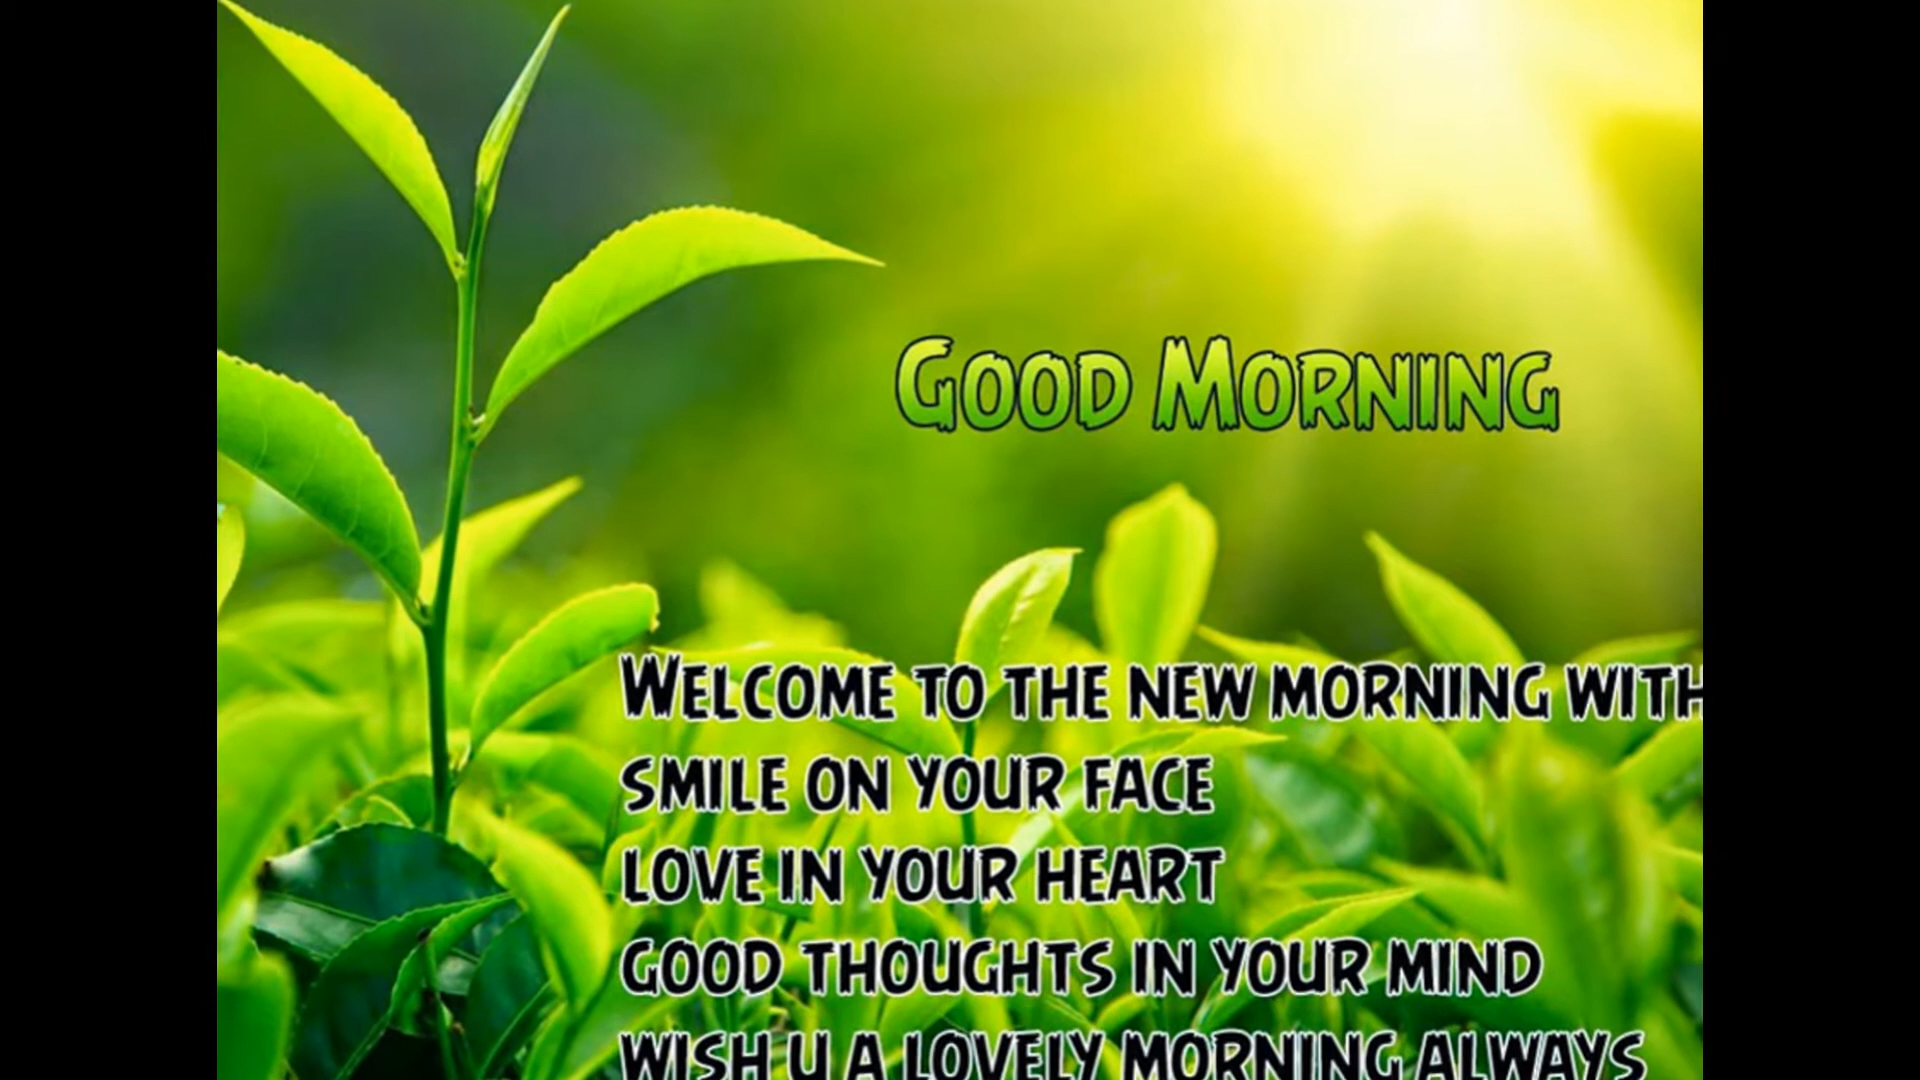 Good Morning
Welcome to the new morning with
smile on your face
love in your heart
good thoughts in your mind
wish u a lovely morning always